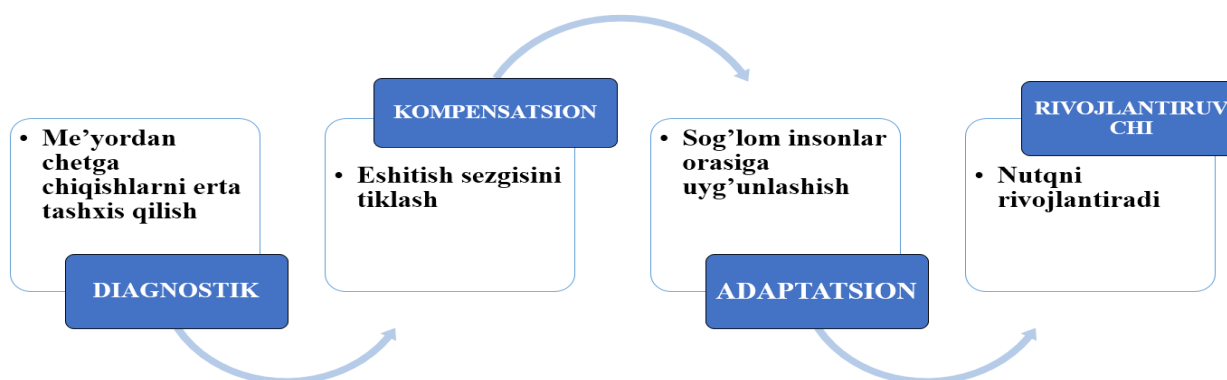 • Me’yordan
chetga
chiqishlarni erta
tashxis qilish
DIAGNOSTIK
KOMPENSATSION
• Eshitish sezgisini
tiklash
• Sog’lom insonlar
orasiga
uyg’unlashish
ADAPTATSION
RIVOJLANTIRUV
CHI
• Nutqni
rivojlantiradi